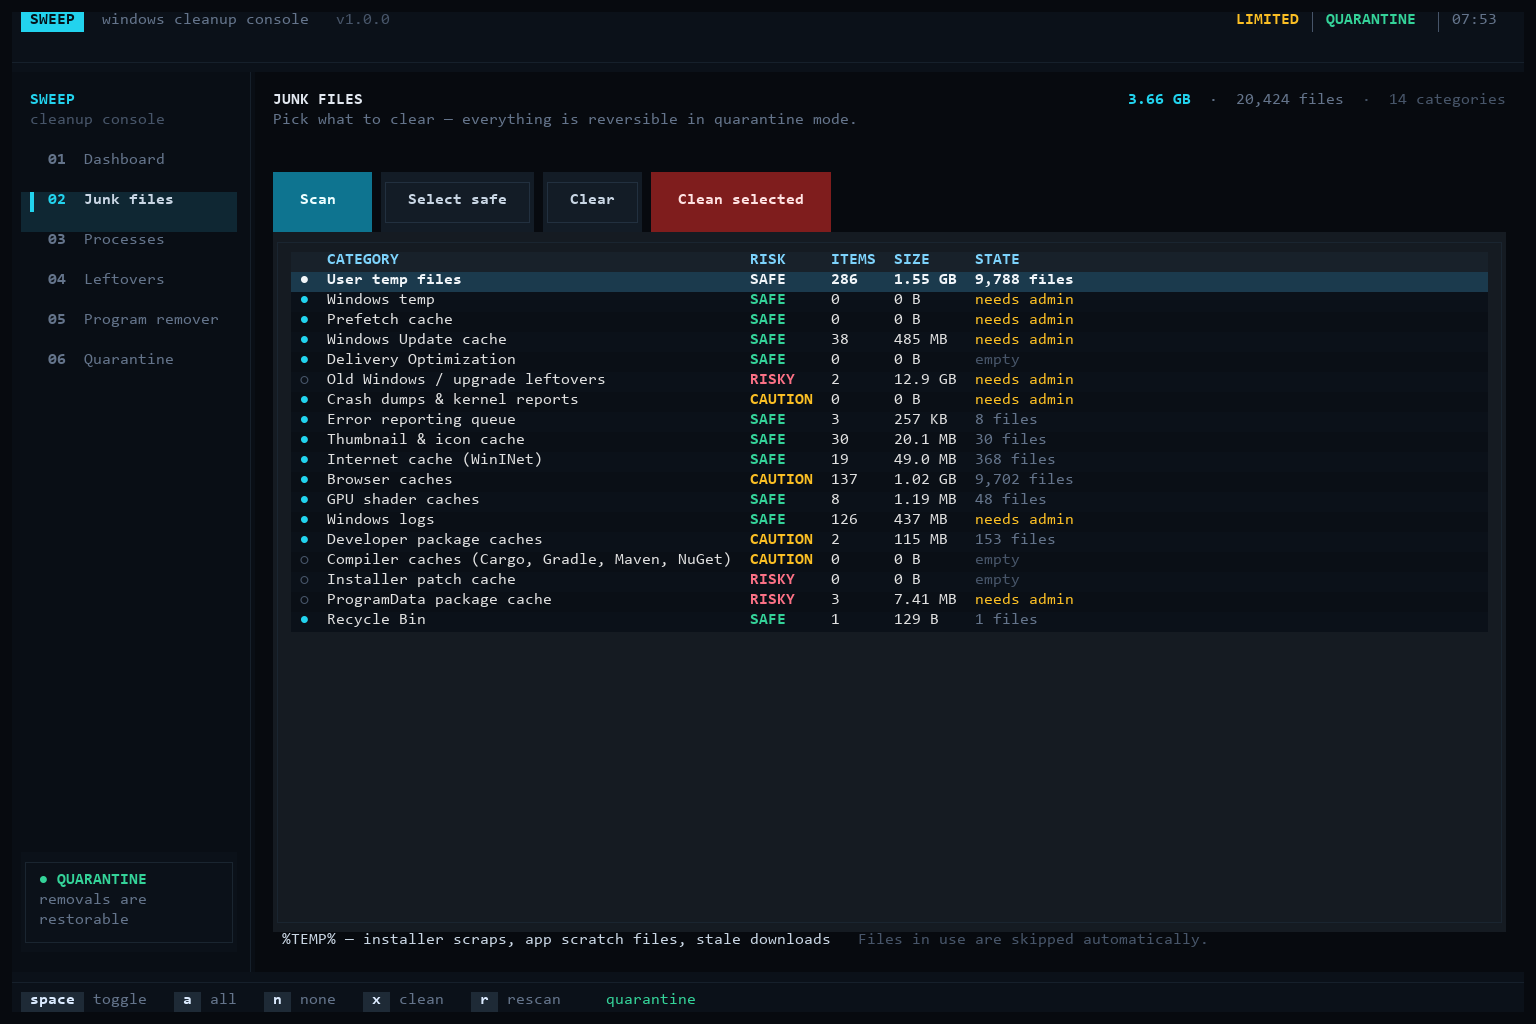 SWEEP windows cleanup console v1.0.0 LIMITED QUARANTINE 07:53
SWEEP
cleanup console
01 Dashboard
02 Junk files
03 Processes
04 Leftovers
05 Program remover
06 Quarantine
● QUARANTINE
removals are
restorable
JUNK FILES 3.66 GB · 20,424 files · 14 categories
Pick what to clear — everything is reversible in quarantine mode.
Scan Select safe Clear Clean selected
CATEGORY RISK ITEMS SIZE STATE
● User temp files SAFE 286 1.55 GB 9,788 files
● Windows temp SAFE 0 0 B needs admin
● Prefetch cache SAFE 0 0 B needs admin
● Windows Update cache SAFE 38 485 MB needs admin
● Delivery Optimization SAFE 0 0 B empty
○ Old Windows / upgrade leftovers RISKY 2 12.9 GB needs admin
● Crash dumps & kernel reports CAUTION 0 0 B needs admin
● Error reporting queue SAFE 3 257 KB 8 files
● Thumbnail & icon cache SAFE 30 20.1 MB 30 files
● Internet cache (WinINet) SAFE 19 49.0 MB 368 files
● Browser caches CAUTION 137 1.02 GB 9,702 files
● GPU shader caches SAFE 8 1.19 MB 48 files
● Windows logs SAFE 126 437 MB needs admin
● Developer package caches CAUTION 2 115 MB 153 files
○ Compiler caches (Cargo, Gradle, Maven, NuGet) CAUTION 0 0 B empty
○ Installer patch cache RISKY 0 0 B empty
○ ProgramData package cache RISKY 3 7.41 MB needs admin
● Recycle Bin SAFE 1 129 B 1 files
%TEMP% — installer scraps, app scratch files, stale downloads Files in use are skipped automatically.
space toggle a all n none x clean r rescan quarantine